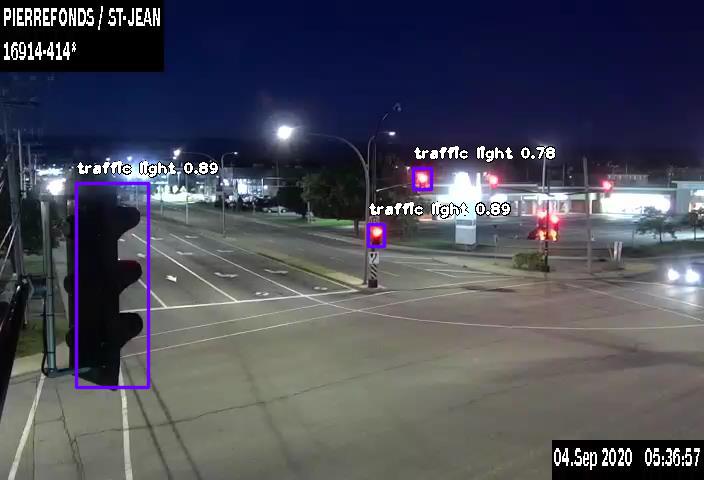 PIERREFONDS / ST-JEAN
16914-414*
traffic light 0.78
traffic light 0.89
traffic light 0.89
04.Sep 2020 05:36:57